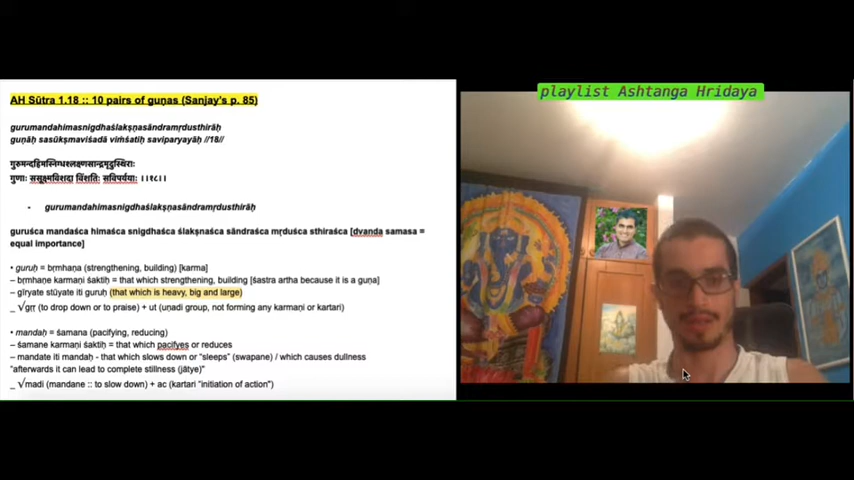 AH Sūtra 1.18 :: 10 pairs of guṇas (Sanjay's p. 85)
gurumandahimasnigdhaślakṣṇasāndramṛdusthirāḥ
guṇāḥ sasūkṣmaviśadā viṁśatiḥ saviparyayāḥ //18//
गुरुमन्दहिमस्निग्धश्लक्ष्णसान्द्रमृदुस्थिराः
गुणाः ससूक्ष्मविशदा विंशतिः सविपर्ययाः ।।१८।।
- gurumandahimasnigdhaślakṣṇasāndramṛdusthirāḥ
guruśca mandaśca himaśca snigdhaśca ślakṣṇaśca sāndraśca mṛduśca sthiraśca [dvanda samasa =
equal importance]
• guruḥ = bṛmhaṇa (strengthening, building) [karma]
– bṛmhaṇe karmaṇi śaktiḥ = that which strengthening, building [śastra artha because it is a guṇa]
– gīryate stūyate iti guruḥ (that which is heavy, big and large)
_ √gṛṛ (to drop down or to praise) + ut (uṇadi group, not forming any karmaṇi or kartari)
• mandaḥ = śamana (pacifying, reducing)
– śamane karmaṇi śaktiḥ = that which pacifyes or reduces
– mandate iti mandaḥ - that which slows down or "sleeps" (swapane) / which causes dullness
"afterwards it can lead to complete stillness (jātye)"
_ √madi (mandane :: to slow down) + ac (kartari "initiation of action")
playlist Ashtanga Hridaya